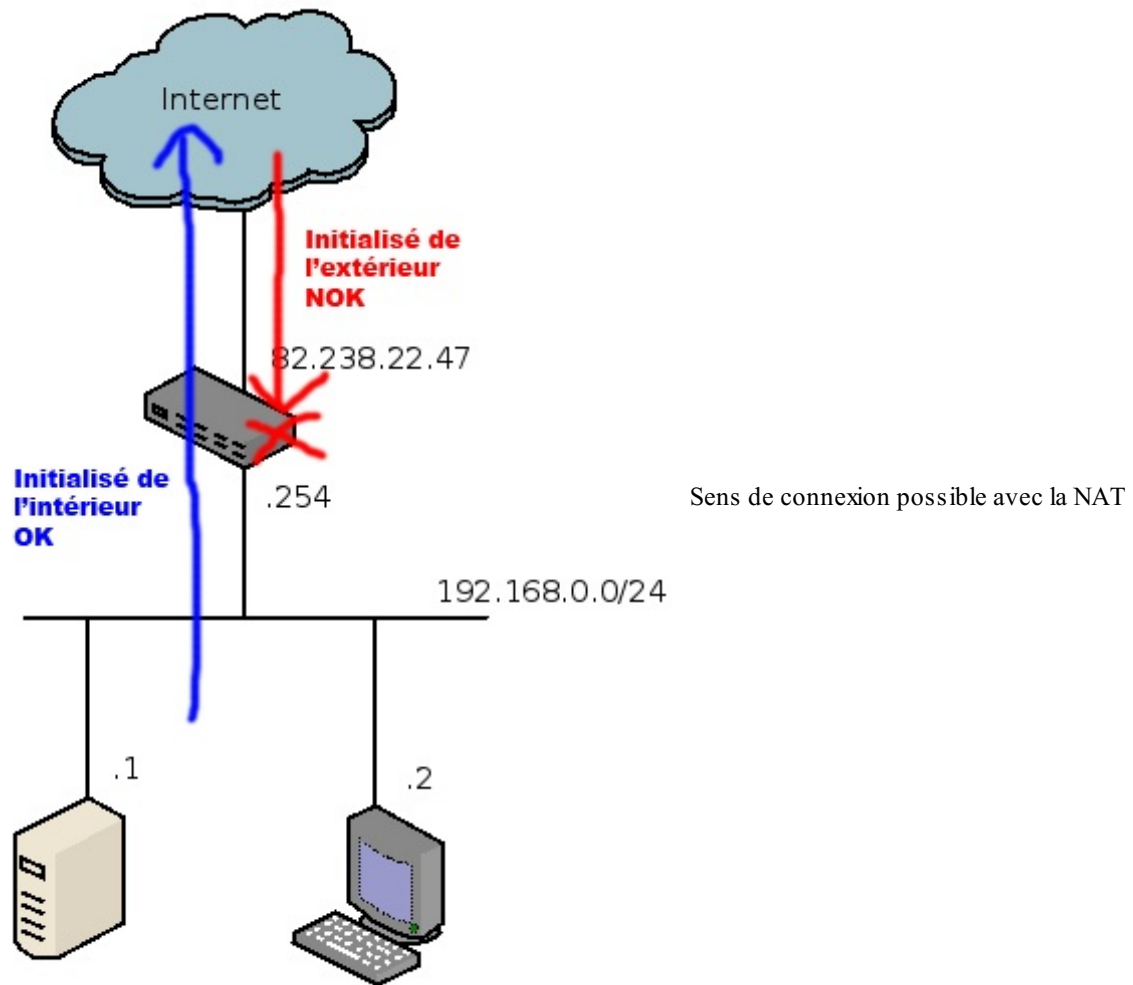 Internet
Initialisé de
l'extérieur
NOK
82.238.22.47
Initialisé de
l'intérieur
OK
.254
Sens de connexion possible avec la NAT
192.168.0.0/24
.1
.2